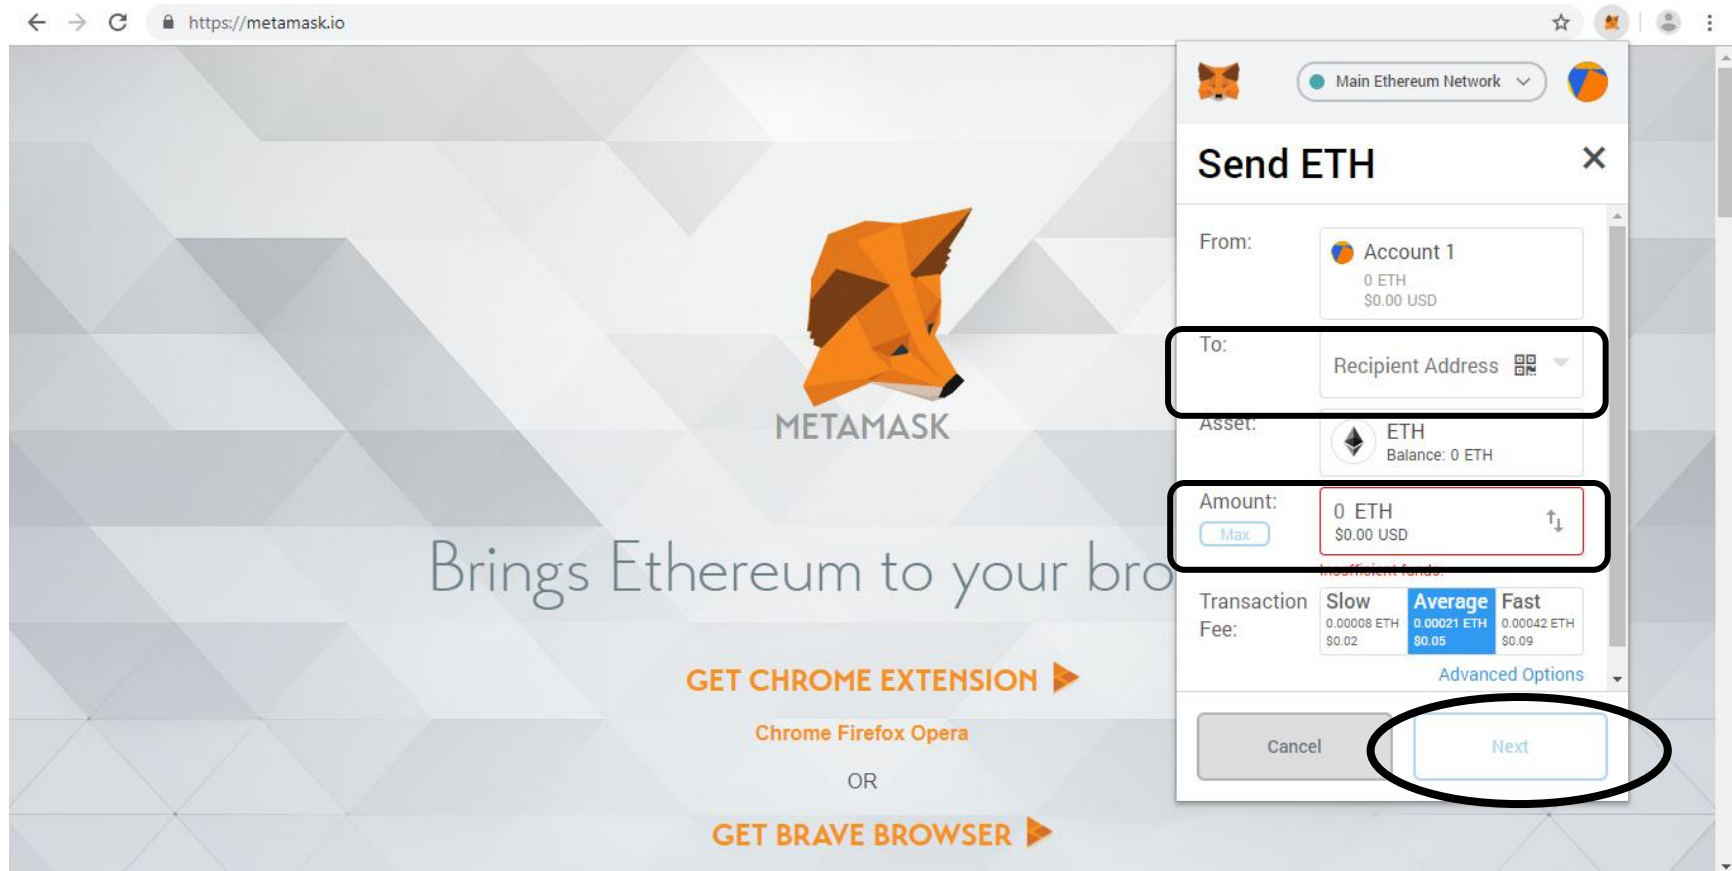 https://metamask.io
Main Ethereum Network
Send ETH
From:
Account 1
0 ETH
$0.00 USD
To:
Recipient Address
Asset:
ETH
Balance: 0 ETH
Amount:
Max
0 ETH
$0.00 USD
Insufficient funds.
Transaction
Fee:
Slow
0.00008 ETH
$0.02
Average
0.00021 ETH
$0.05
Fast
0.00042 ETH
$0.09
Advanced Options
Cancel
Next
METAMASK
Brings Ethereum to your bro
GET CHROME EXTENSION
Chrome Firefox Opera
OR
GET BRAVE BROWSER